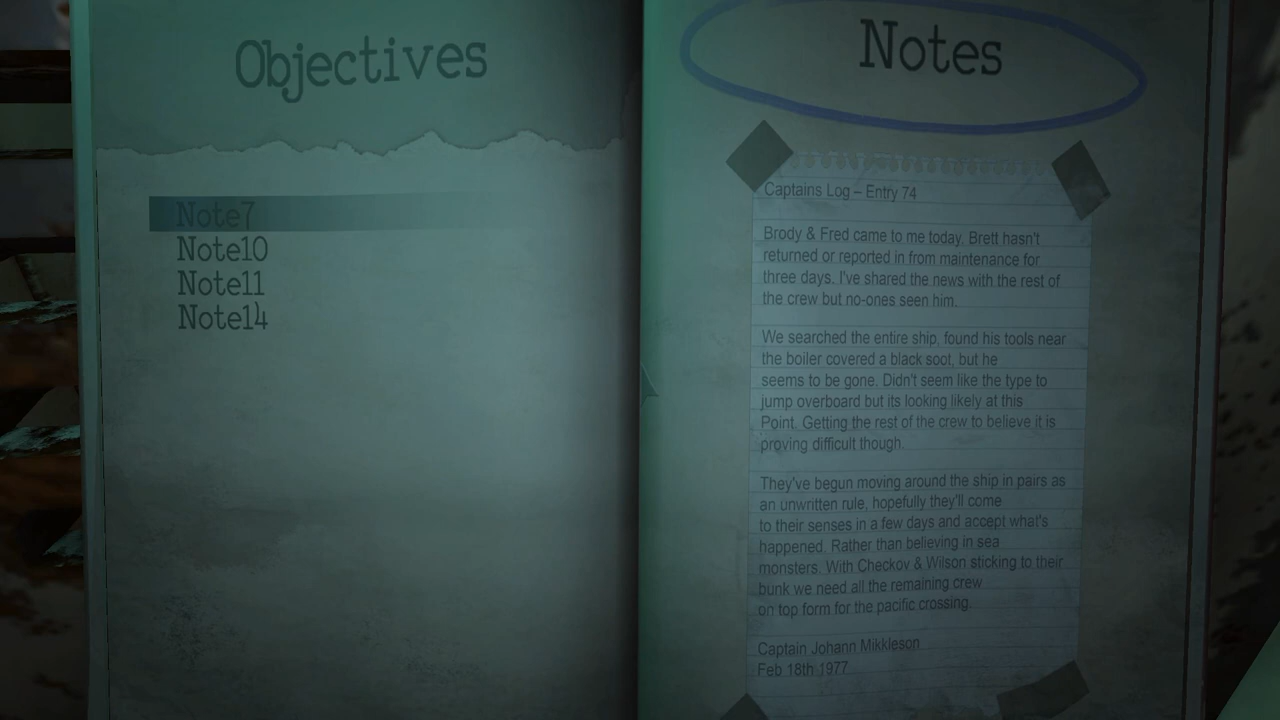 Objectives
Note7
Note10
Note11
Note14
Notes
Captains Log – Entry 74
Brody & Fred came to me today, Brett hasn't
returned or reported in from maintenance for
three days. I've shared the news with the rest of
the crew but no-ones seen him.
We searched the entire ship, found his tools near
the boiler covered a black soot, but he
seems to be gone. Didn't seem like the type to
jump overboard but its looking likely at this
Point. Getting the rest of the crew to believe it is
proving difficult though.
They've begun moving around the ship in pairs as
an unwritten rule, hopefully they'll come
to their senses in a few days and accept what's
happened. Rather than believing in sea
monsters. With Checkov & Wilson sticking to their
bunk we need all the remaining crew
on top form for the pacific crossing.
Captain Johann Mikkleson
Feb 18th 1977